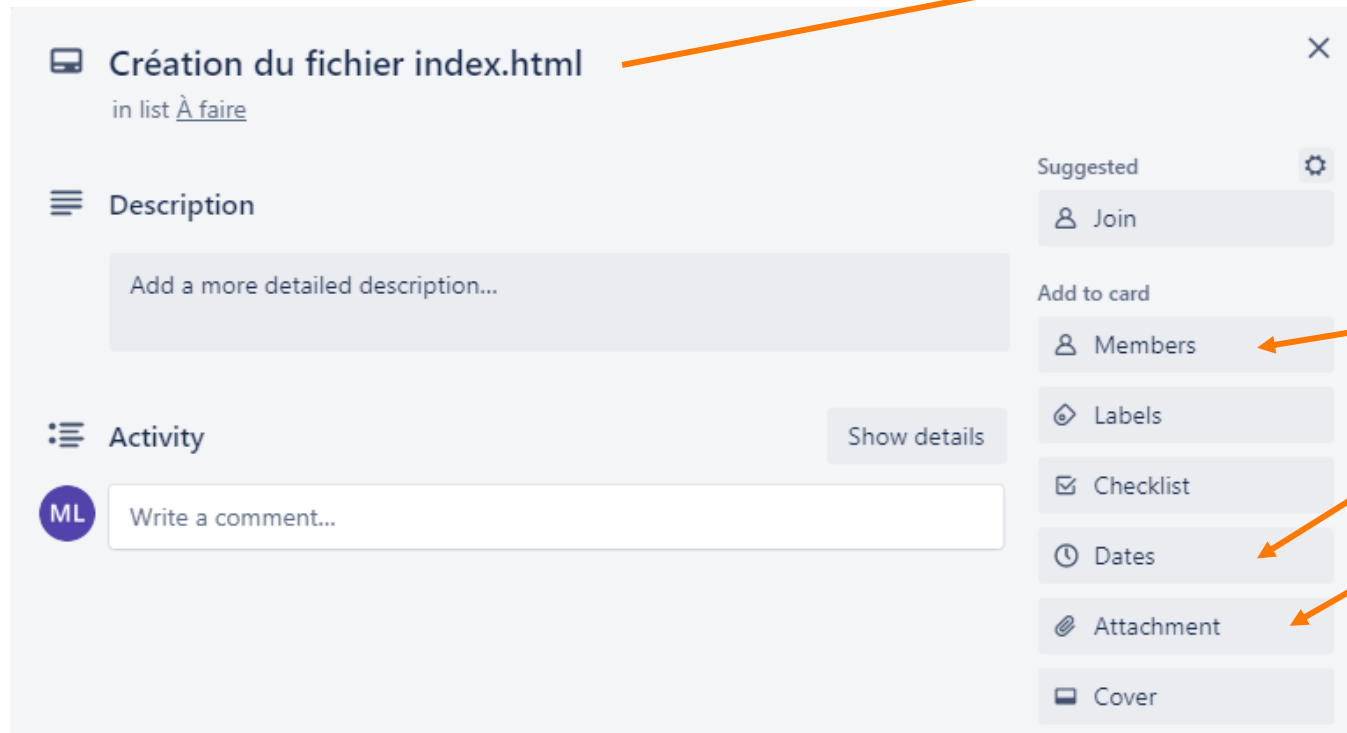 Création du fichier index.html
in list À faire
Description
Add a more detailed description...
Activity
Show details
ML
Write a comment...
Suggested
Join
Add to card
Members
Labels
Checklist
Dates
Attachment
Cover